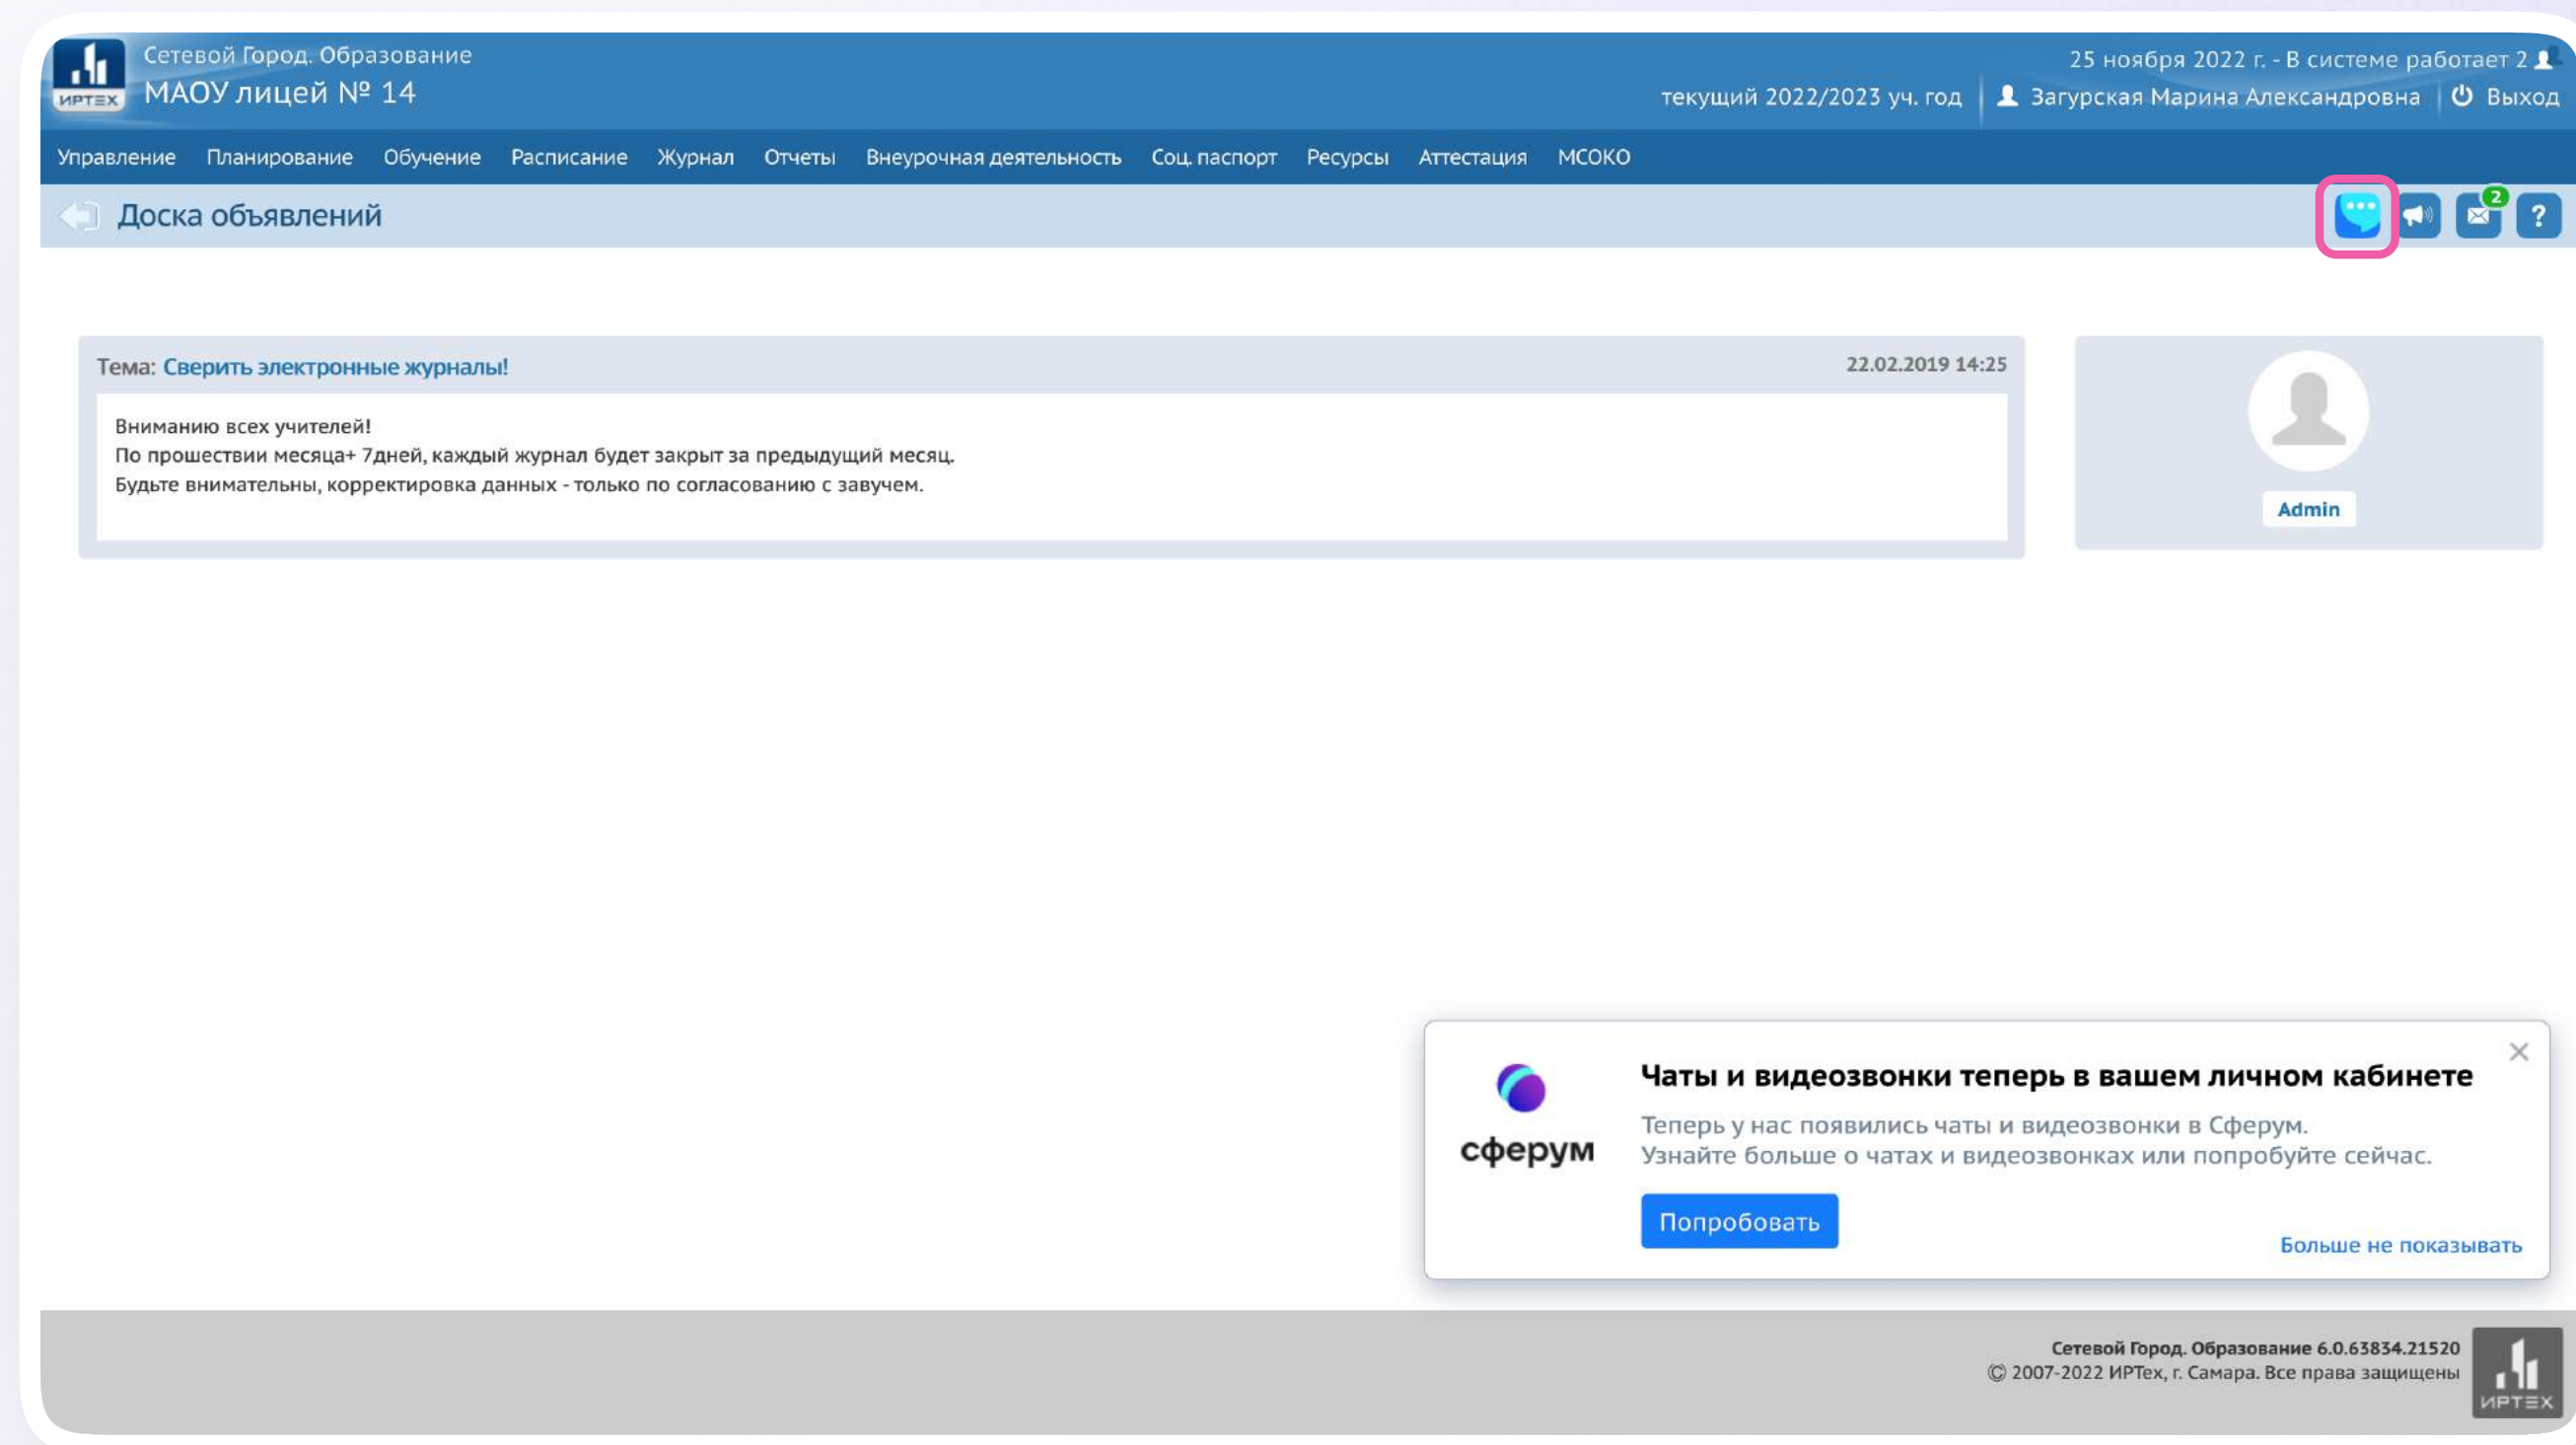 Сетевой Город. Образование
МАОУ лицей № 14
ИРТЕХ
25 ноября 2022 г. - В системе работает 2
текущий 2022/2023 уч. год
Загурская Марина Александровна
Выход
Управление Планирование Обучение Расписание Журнал Отчеты Внеурочная деятельность Соц. паспорт Ресурсы Аттестация МСОКО
Доска объявлений
2
?
Тема: Сверить электронные журналы!
22.02.2019 14:25
Вниманию всех учителей!
По прошествии месяца+ 7дней, каждый журнал будет закрыт за предыдущий месяц.
Будьте внимательны, корректировка данных - только по согласованию с завучем.
Admin
сферум
Чаты и видеозвонки теперь в вашем личном кабинете
Теперь у нас появились чаты и видеозвонки в Сферум.
Узнайте больше о чатах и видеозвонках или попробуйте сейчас.
Попробовать
Больше не показывать
Сетевой Город. Образование 6.0.63834.21520
© 2007-2022 ИРТех, г. Самара. Все права защищены
ИРТЕХ